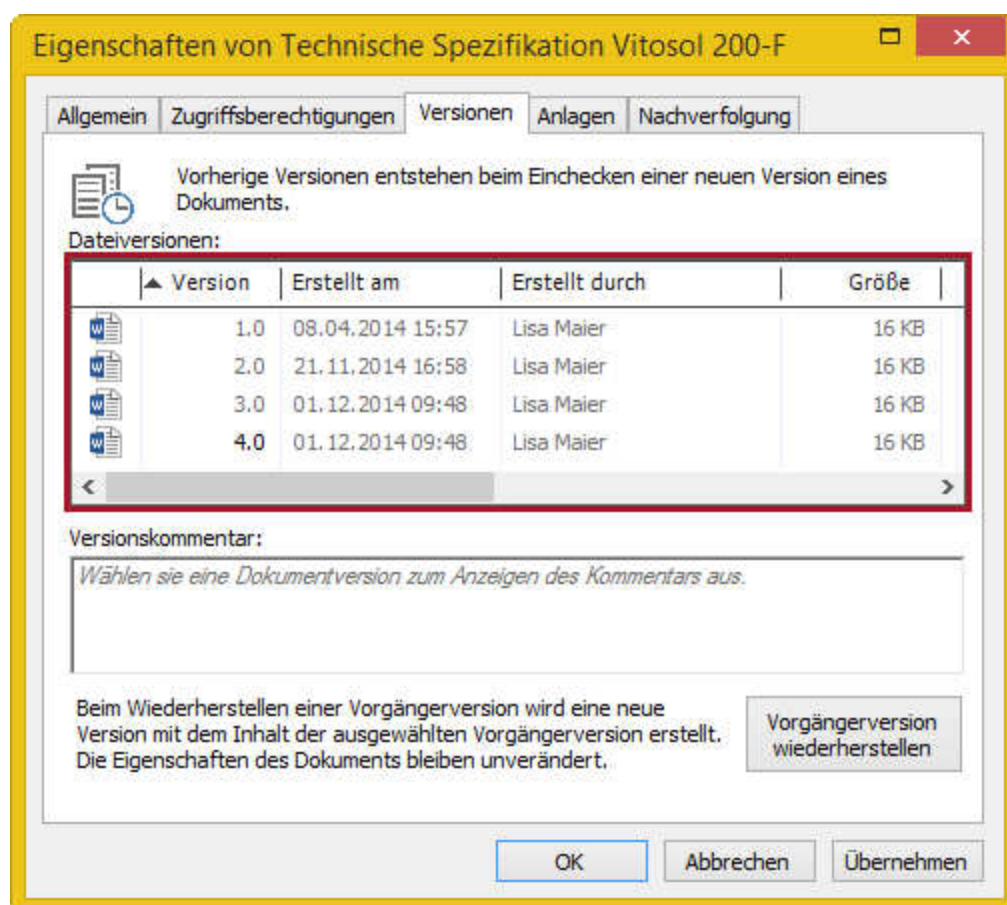 Eigenschaften von Technische Spezifikation Vitosol 200-F
Allgemein Zugriffsberechtigungen Versionen Anlagen Nachverfolgung
Vorherige Versionen entstehen beim Einchecken einer neuen Version eines
Dokuments.
Dateiversionen:
Version Erstellt am Erstellt durch Größe
1.0 08.04.2014 15:57 Lisa Maier 16 KB
2.0 21.11.2014 16:58 Lisa Maier 16 KB
3.0 01.12.2014 09:48 Lisa Maier 16 KB
4.0 01.12.2014 09:48 Lisa Maier 16 KB
Versionskommentar:
Wählen sie eine Dokumentversion zum Anzeigen des Kommentars aus.
Beim Wiederherstellen einer Vorgängerversion wird eine neue
Version mit dem Inhalt der ausgewählten Vorgängerversion erstellt.
Die Eigenschaften des Dokuments bleiben unverändert.
Vorgängerversion
wiederherstellen
OK Abbrechen Übernehmen